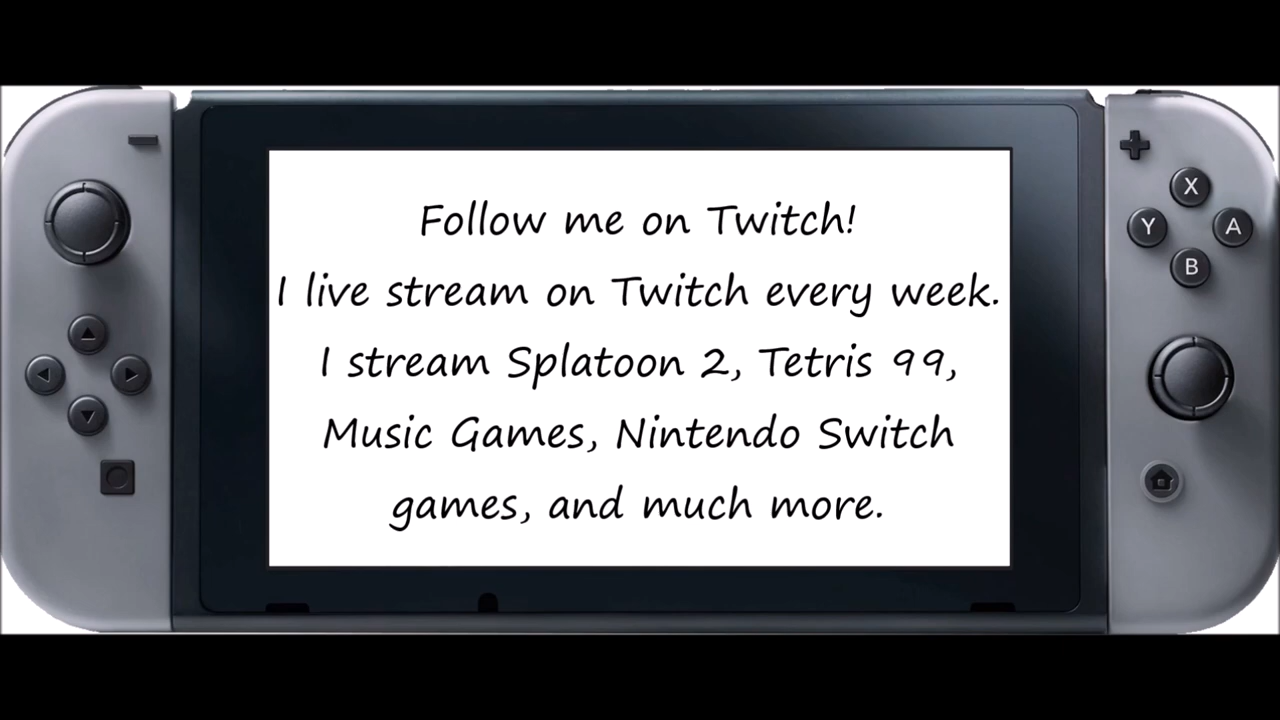 Follow me on Twitch!
I live stream on Twitch every week.
I stream Splatoon 2, Tetris 99,
Music Games, Nintendo Switch
games, and much more.
X
Y A
B